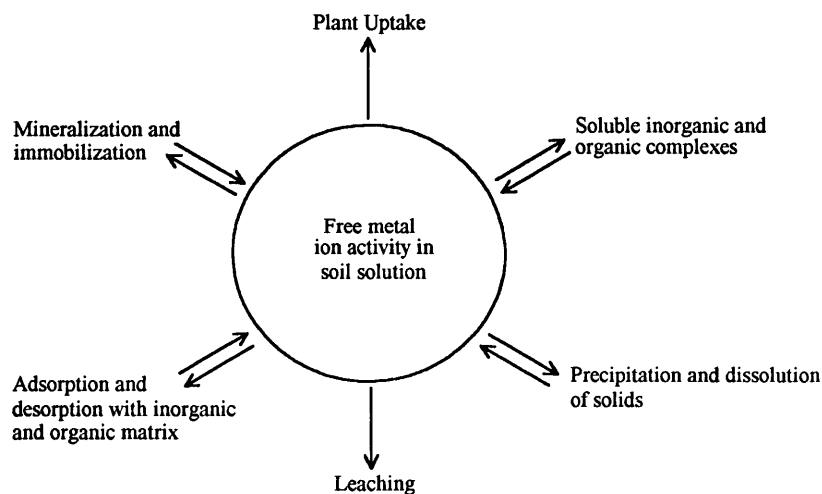 Plant Uptake
Mineralization and
immobilization
Soluble inorganic and
organic complexes
Free metal
ion activity in
soil solution
Adsorption and
desorption with inorganic
and organic matrix
Precipitation and dissolution
of solids
Leaching